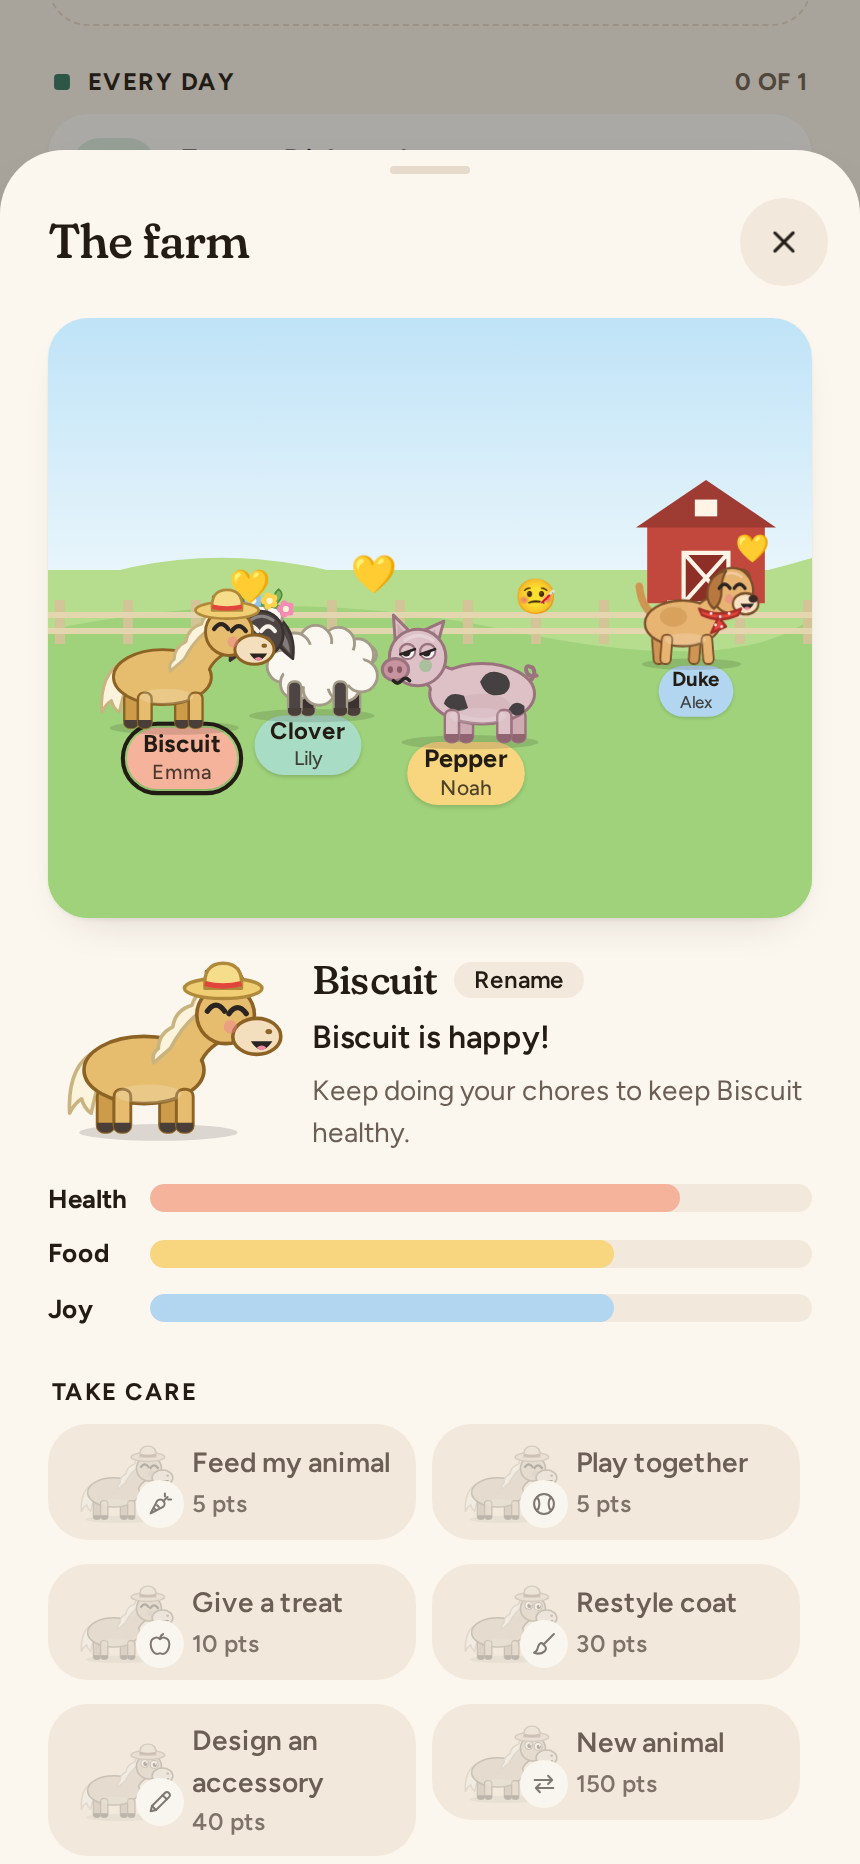 EVERY DAY
0 OF 1
The farm
Biscuit
Emma
Clover
Lily
Pepper
Noah
Duke
Alex
Biscuit
Rename
Biscuit is happy!
Keep doing your chores to keep Biscuit
healthy.
Health
Food
Joy
TAKE CARE
Feed my animal
5 pts
Play together
5 pts
Give a treat
10 pts
Restyle coat
30 pts
Design an
accessory
40 pts
New animal
150 pts